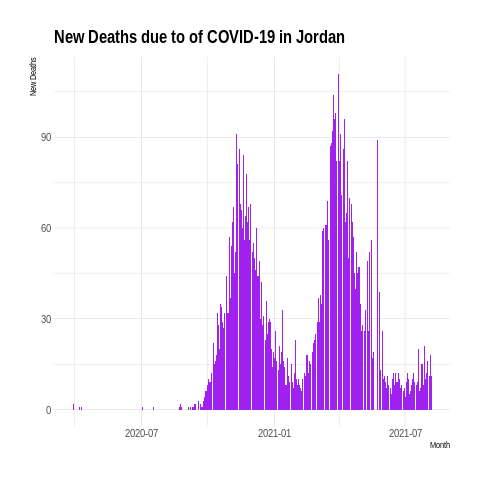 New Deaths due to of COVID-19 in Jordan
New Deaths
90
60
30
0
2020-07
2021-01
2021-07
Month